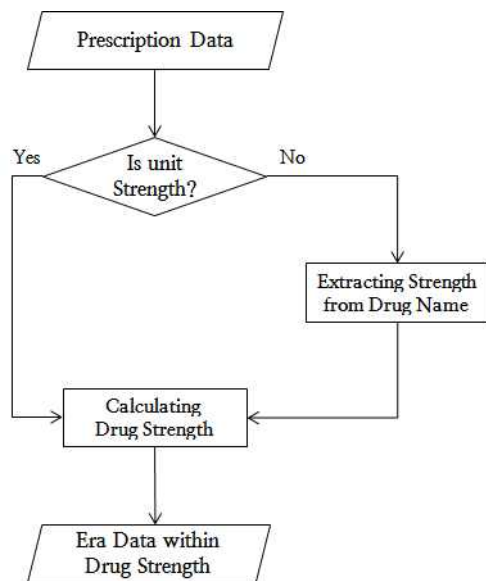 Prescription Data
Yes
Is unit
Strength?
No
Extracting Strength
from Drug Name
Calculating
Drug Strength
Era Data within
Drug Strength